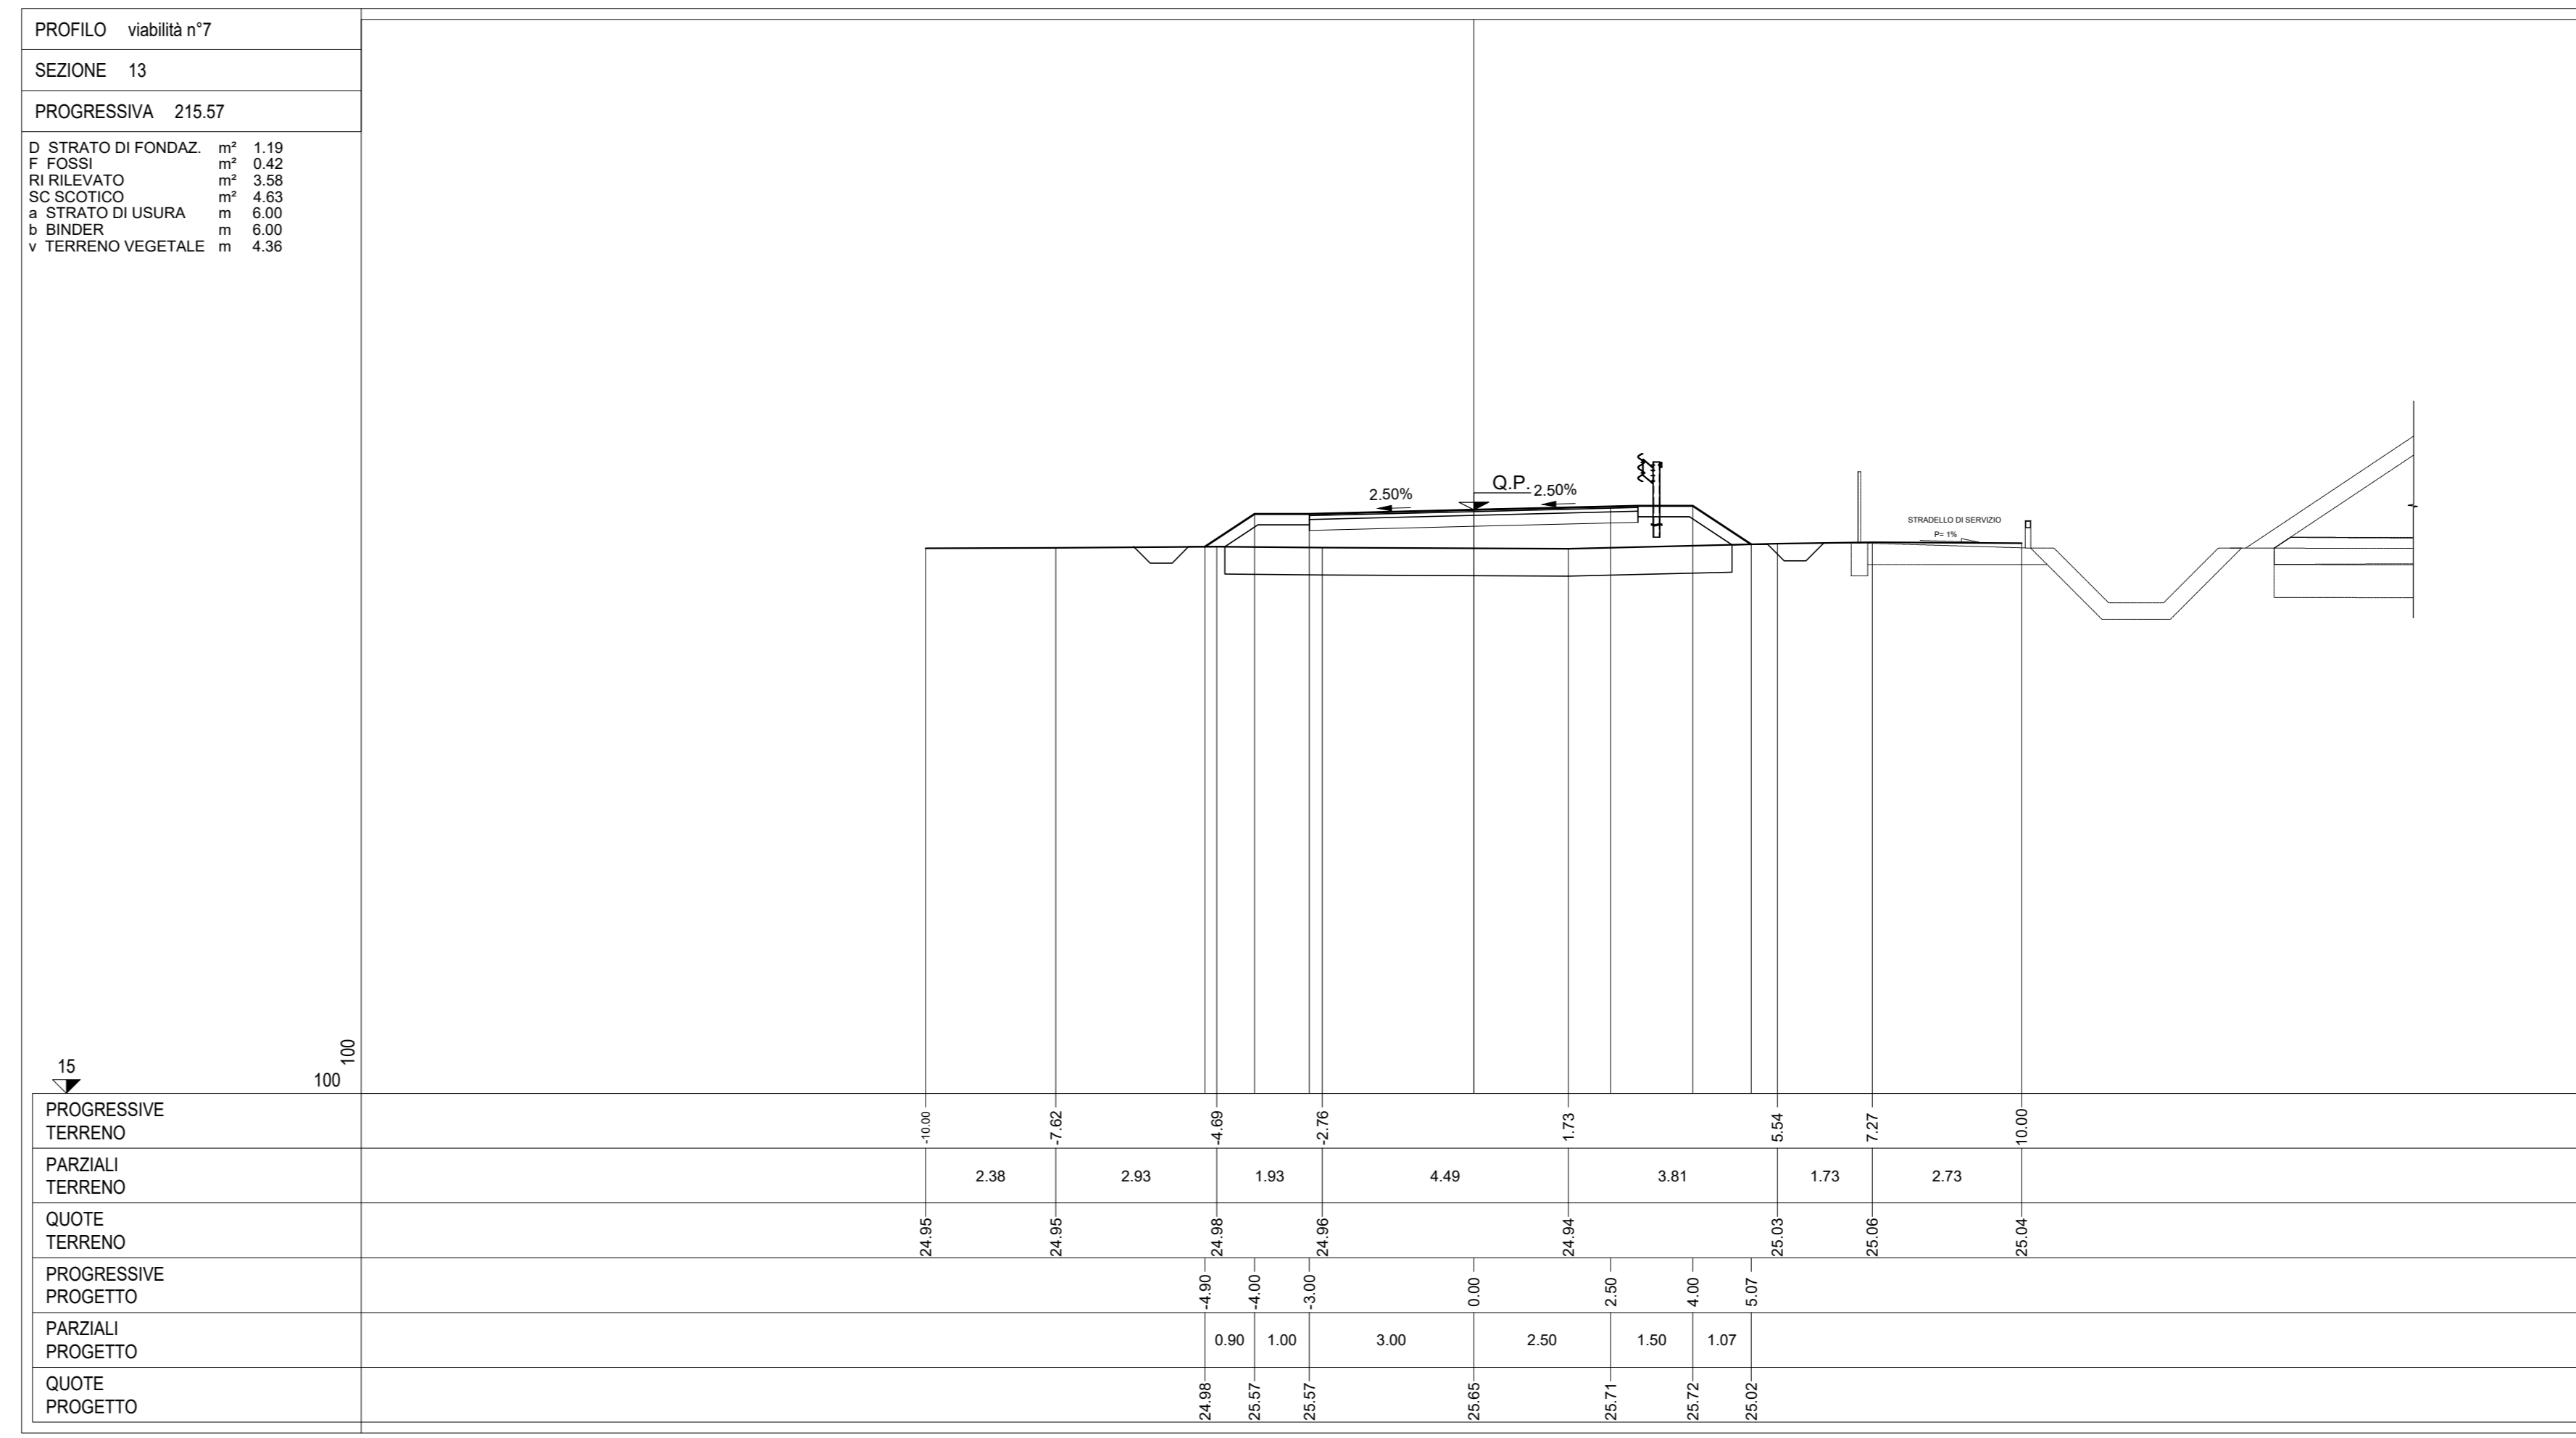 PROFILO viabilità n°7
SEZIONE 13
PROGRESSIVA 215.57
D STRATO DI FONDAZ. m² 1.19
F FOSSI m² 0.42
RI RILEVATO m² 3.58
SC SCOTICO m² 4.63
a STRATO DI USURA m 6.00
b BINDER m 6.00
v TERRENO VEGETALE m 4.36
2.50%
Q.P.
2.50%
STRADELLO DI SERVIZIO
P= 1%
15
100
100
PROGRESSIVE
TERRENO
-10.00 -7.62 -4.69 -2.76 1.73 5.54 7.27 10.00
PARZIALI
TERRENO
2.38 2.93 1.93 4.49 3.81 1.73 2.73
QUOTE
TERRENO
24.95 24.95 24.98 24.96 24.94 25.03 25.06 25.04
PROGRESSIVE
PROGETTO
-4.90 -4.00 -3.00 0.00 2.50 4.00 5.07
PARZIALI
PROGETTO
0.90 1.00 3.00 2.50 1.50 1.07
QUOTE
PROGETTO
24.98 25.57 25.57 25.65 25.71 25.72 25.02